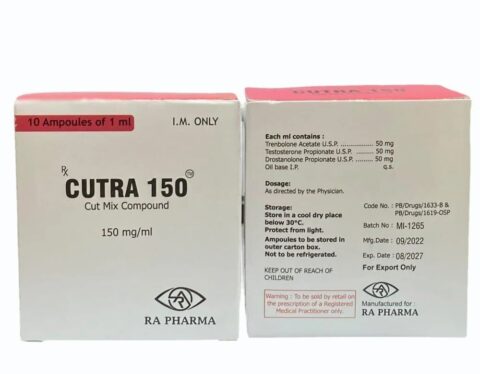 10 Ampoules of 1 ml
I.M. ONLY
Rx
CUTRA 150™
Cut Mix Compound
150 mg/ml
RA
RA PHARMA
CUTRA 150
Each ml contains :
Trenbolone Acetate U.S.P. .......... 50 mg
Testosterone Propionate U.S.P. ...... 50 mg
Drostanolone Propionate U.S.P. ...... 50 mg
Oil base I.P. q.s.
Dosage:
As directed by the Physician.
Storage:
Store in a cool dry place
below 30°C.
Protect from light.
Ampoules to be stored in
outer carton box.
Not to be refrigerated.
KEEP OUT OF REACH OF
CHILDREN
Warning : To be sold by retail on
the prescription of a Registered
Medical Practitioner only.
Code No. : PB/Drugs/1633-B &
PB/Drugs/1619-OSP
Batch No : MI-1265
Mfg.Date : 09/2022
Exp. Date : 08/2027
For Export Only
RA
Manufactured for :
RA PHARMA